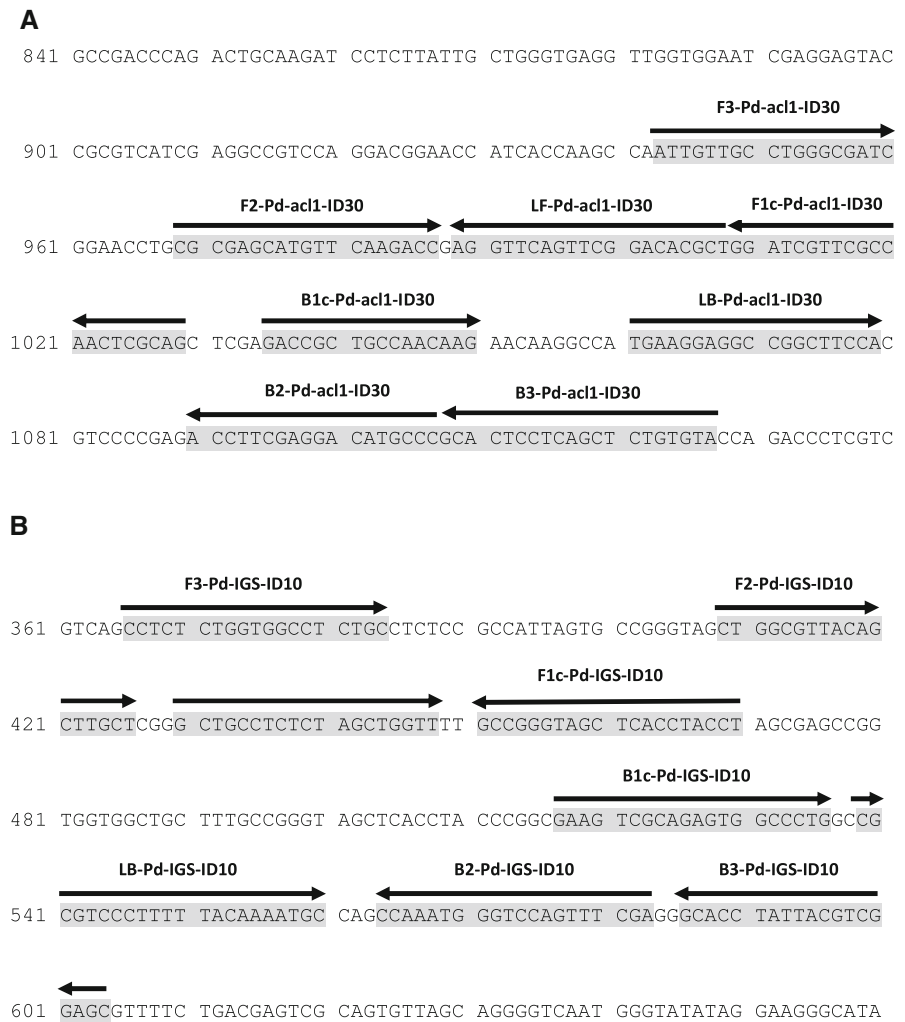 A
841 GCCGACCCAG ACTGCAAGAT CCTCTTATTG CTGGGTGAGG TTGGTGGAAT CGAGGAGTAC
F3-Pd-acl1-ID30
901 CGCGTCATCG AGGCCGTCCA GGACGGAACC ATCACCAAGC CAATTGTTGC CTGGGCGATC
F2-Pd-acl1-ID30 LF-Pd-acl1-ID30 F1c-Pd-acl1-ID30
961 GGAACCTGCG CGAGCATGTT CAAGACCGAG GTTCAGTTCG GACACGCTGG ATCGTTCGCC
B1c-Pd-acl1-ID30 LB-Pd-acl1-ID30
1021 AACTCGCAGC TCGAGACCGC TGCCAACAAG AACAAGGCCA TGAAGGAGGC CGGCTTCCAC
B2-Pd-acl1-ID30 B3-Pd-acl1-ID30
1081 GTCCCCGAGA CCTTCGAGGA CATGCCCGCA CTCCTCAGCT CTGTGTACCA GACCCTCGTC
B
F3-Pd-IGS-ID10 F2-Pd-IGS-ID10
361 GTCAGCCTCT CTGGTGGCCT CTGCCTCTCC GCCATTAGTG CCGGGTAGCT GGCGTTACAG
F1c-Pd-IGS-ID10
421 CTTGCTCGGG CTGCCTCTCT AGCTGGTTTT GCCGGGTAGC TCACCTACCT AGCGAGCCGG
B1c-Pd-IGS-ID10
481 TGGTGGCTGC TTTGCCGGGT AGCTCACCTA CCCGGCGAAG TCGCAGAGTG GCCCTGGCCG
LB-Pd-IGS-ID10 B2-Pd-IGS-ID10 B3-Pd-IGS-ID10
541 CGTCCCTTTT TACAAAATGC CAGCCAAATG GGTCCAGTTT CGAGGGCACC TATTACGTCG
601 GAGCGTTTTC TGACGAGTCG CAGTGTTAGC AGGGGTCAAT GGGTATATAG GAAGGGCATA